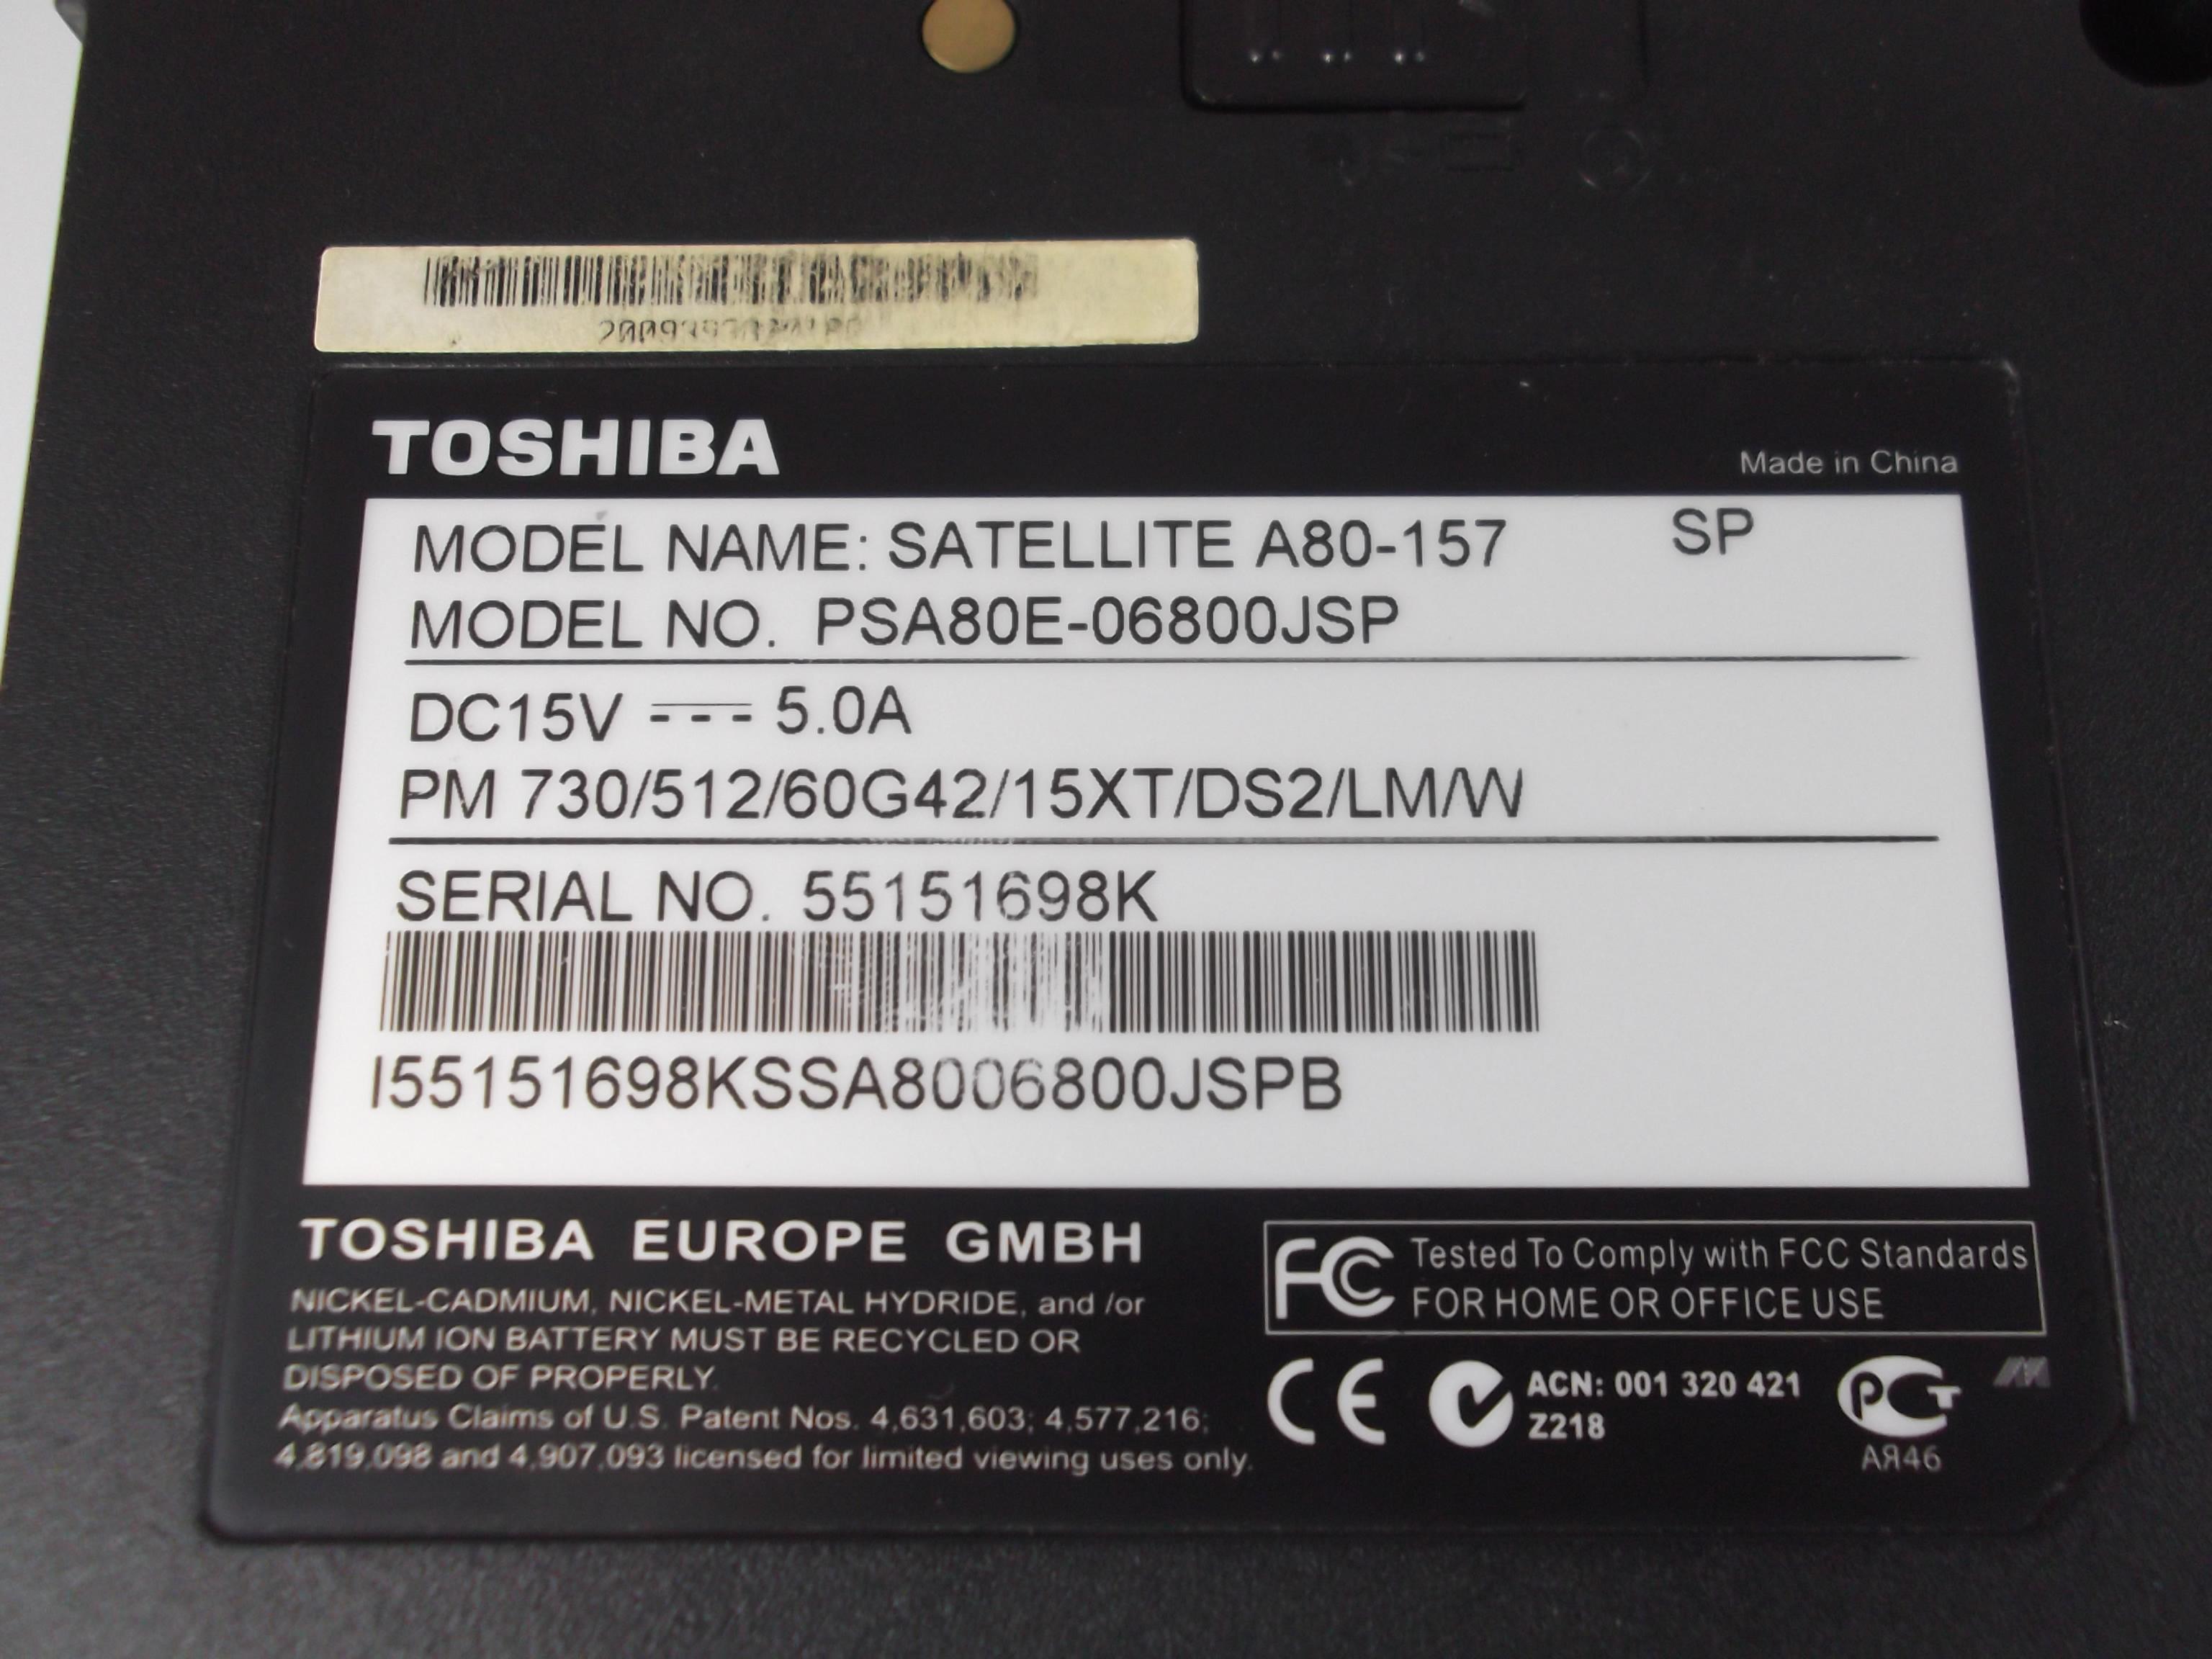 TOSHIBA
Made in China
MODEL NAME: SATELLITE A80-157 SP
MODEL NO. PSA80E-06800JSP
DC15V ⎓ 5.0A
PM 730/512/60G42/15XT/DS2/LM/W
SERIAL NO. 55151698K
I55151698KSSA8006800JSPB
TOSHIBA EUROPE GMBH
NICKEL-CADMIUM, NICKEL-METAL HYDRIDE, and /or
LITHIUM ION BATTERY MUST BE RECYCLED OR
DISPOSED OF PROPERLY.
Apparatus Claims of U.S. Patent Nos. 4,631,603; 4,577,216;
4,819,098 and 4,907,093 licensed for limited viewing uses only.
FC Tested To Comply with FCC Standards
FOR HOME OR OFFICE USE
CE
ACN: 001 320 421
Z218
PCT
AЯ46